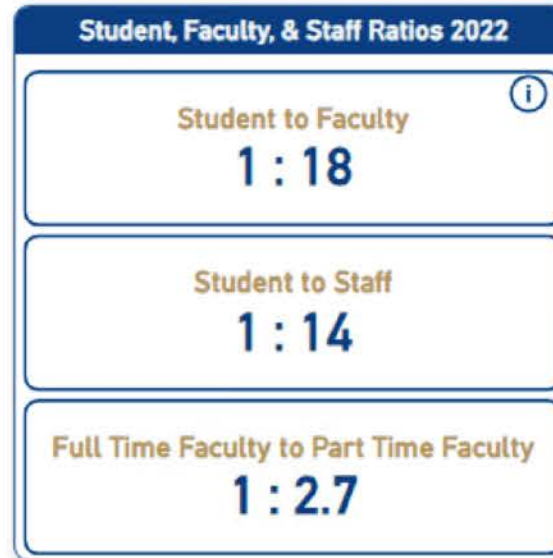 Student, Faculty, & Staff Ratios 2022
i
Student to Faculty
1 : 18
Student to Staff
1 : 14
Full Time Faculty to Part Time Faculty
1 : 2.7